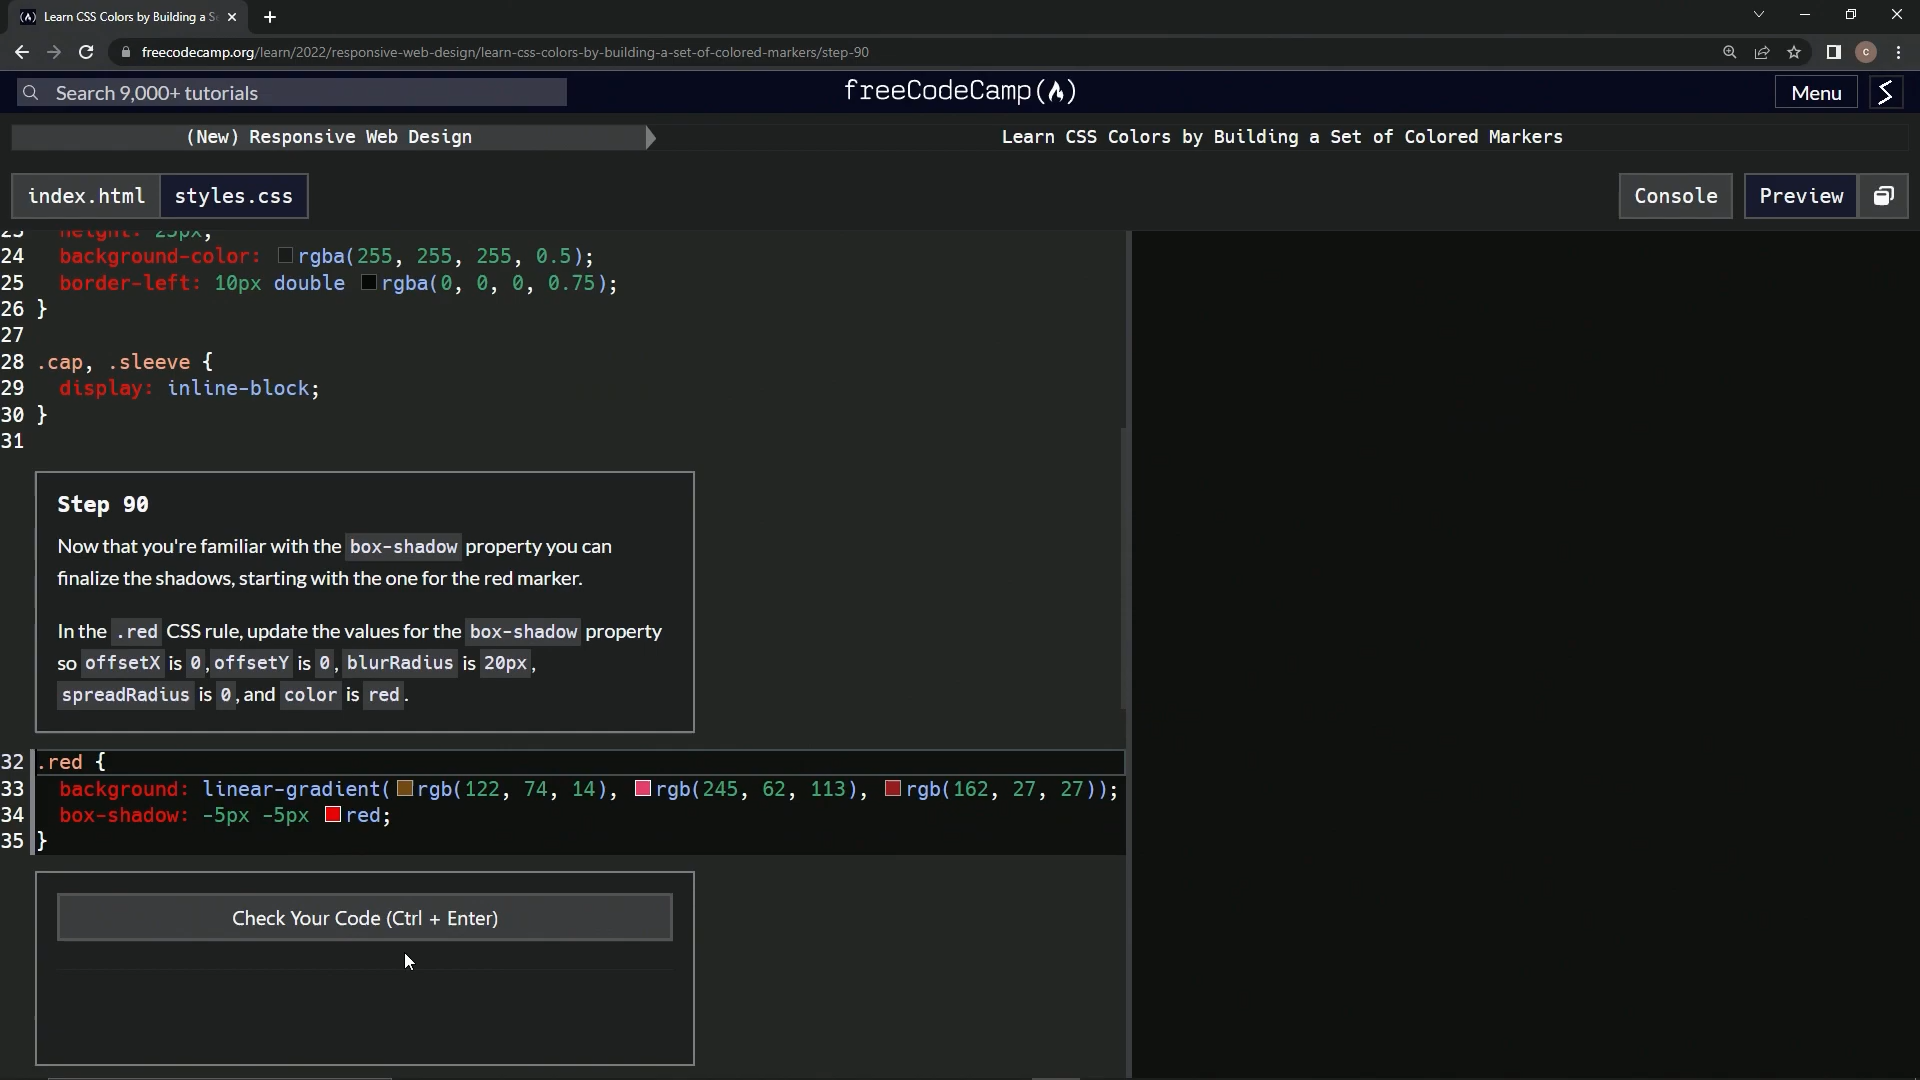 Learn CSS Colors by Building a S
freecodecamp.org/learn/2022/responsive-web-design/learn-css-colors-by-building-a-set-of-colored-markers/step-90
c
Search 9,000+ tutorials
freeCodeCamp
Menu
(New) Responsive Web Design
Learn CSS Colors by Building a Set of Colored Markers
index.html
styles.css
Console
Preview
23 height: 25px;
24 background-color: rgba(255, 255, 255, 0.5);
25 border-left: 10px double rgba(0, 0, 0, 0.75);
26 }
27
28 .cap, .sleeve {
29 display: inline-block;
30 }
31
Step 90
Now that you're familiar with the box-shadow property you can
finalize the shadows, starting with the one for the red marker.
In the .red CSS rule, update the values for the box-shadow property
so offsetX is 0, offsetY is 0, blurRadius is 20px,
spreadRadius is 0, and color is red.
32 .red {
33 background: linear-gradient(rgb(122, 74, 14), rgb(245, 62, 113), rgb(162, 27, 27));
34 box-shadow: -5px -5px red;
35 }
Check Your Code (Ctrl + Enter)